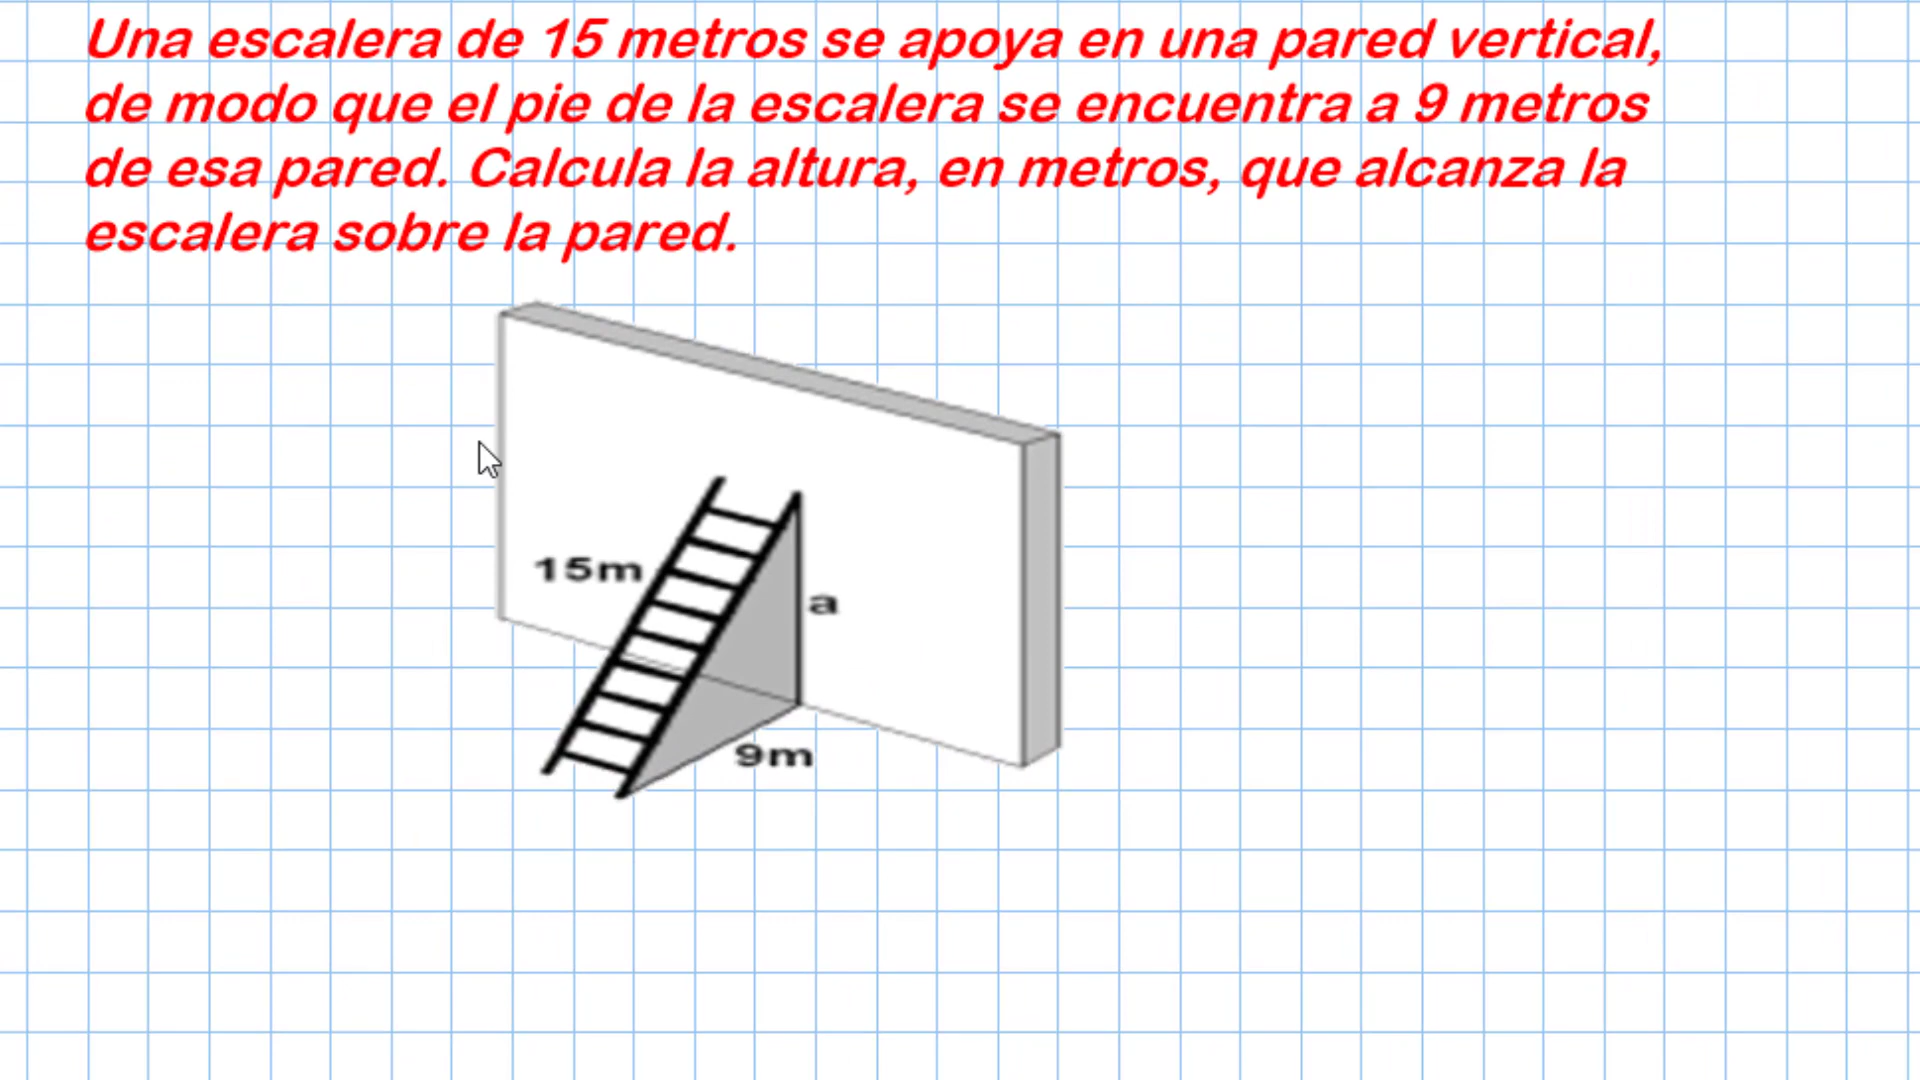 Una escalera de 15 metros se apoya en una pared vertical,
de modo que el pie de la escalera se encuentra a 9 metros
de esa pared. Calcula la altura, en metros, que alcanza la
escalera sobre la pared.
15m
a
9m